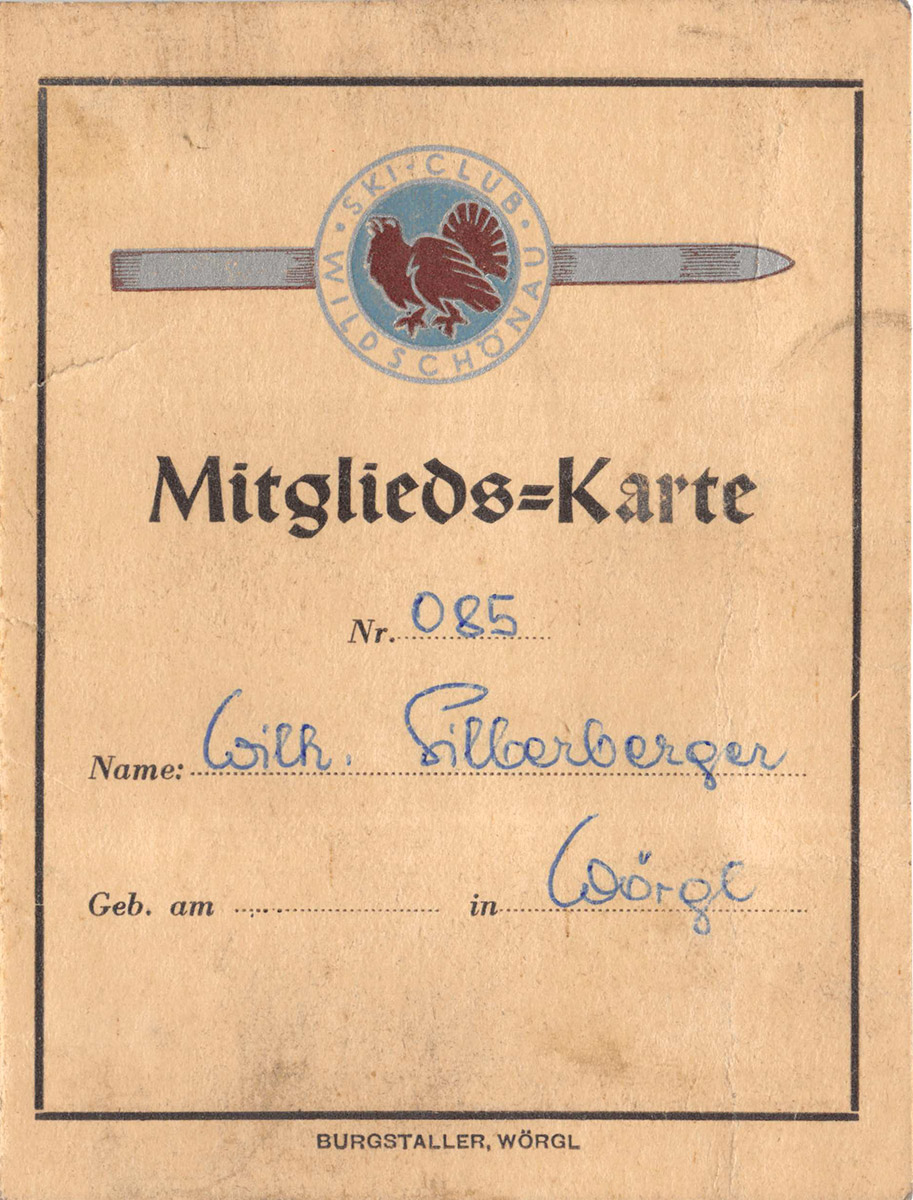 SKI-CLUB
WILDSCHÖNAU
Mitglieds=Karte
Nr. 085
Name: Wilh. Silberberger
Geb. am in Wörgl
BURGSTALLER, WÖRGL